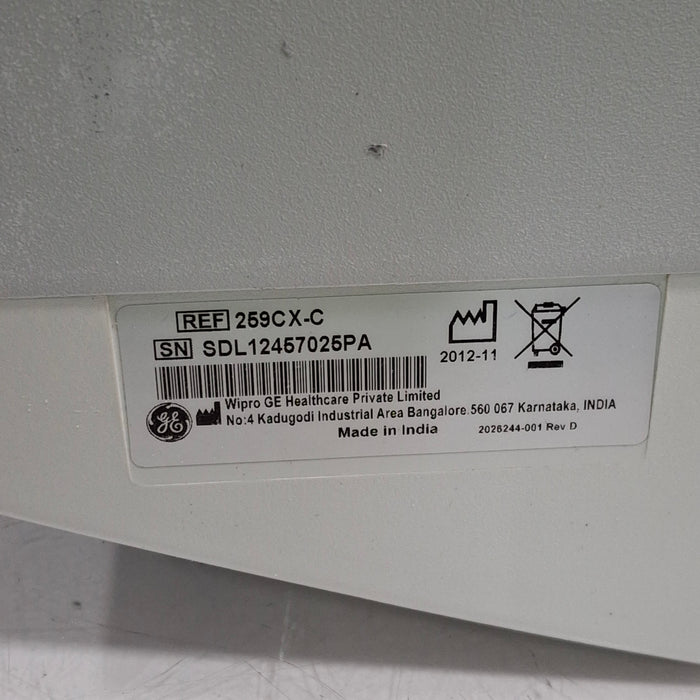 REF 259CX-C
SN SDL12457025PA
2012-11
GE
Wipro GE Healthcare Private Limited
No:4 Kadugodi Industrial Area Bangalore.560 067 Karnataka, INDIA
Made in India
2026244-001 Rev D